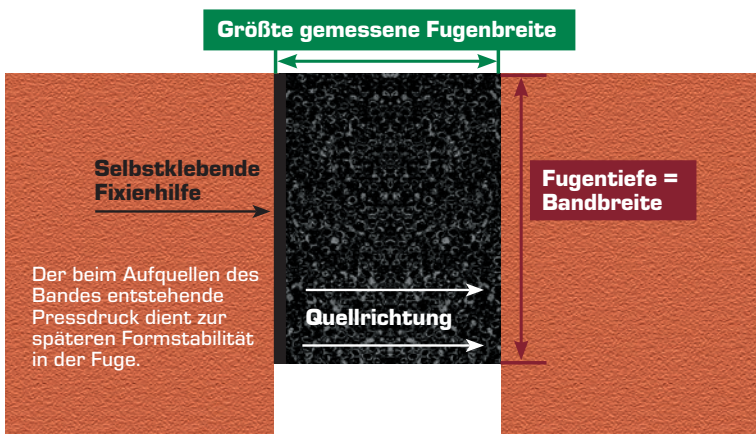 Größte gemessene Fugenbreite
Selbstklebende
Fixierhilfe
Fugentiefe =
Bandbreite
Der beim Aufquellen des
Bandes entstehende
Pressdruck dient zur
späteren Formstabilität
in der Fuge.
Quellrichtung